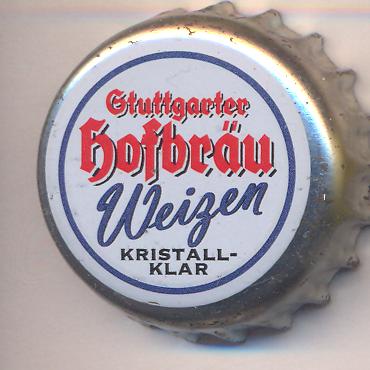 Stuttgarter
Hofbräu
Weizen
KRISTALL-
KLAR